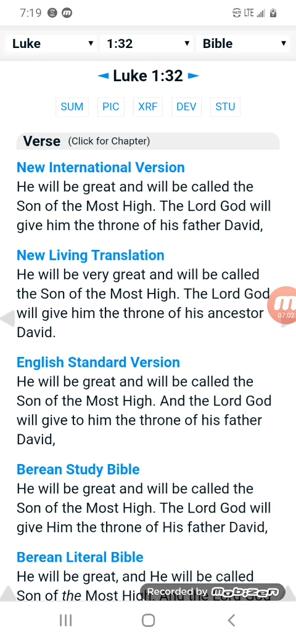 7:19
LTE
Luke 1:32 Bible
Luke 1:32
SUM PIC XRF DEV STU
Verse (Click for Chapter)
New International Version
He will be great and will be called the
Son of the Most High. The Lord God will
give him the throne of his father David,
New Living Translation
He will be very great and will be called
the Son of the Most High. The Lord God
will give him the throne of his ancestor
David.
English Standard Version
He will be great and will be called the
Son of the Most High. And the Lord God
will give to him the throne of his father
David,
Berean Study Bible
He will be great and will be called the
Son of the Most High. The Lord God will
give Him the throne of His father David,
Berean Literal Bible
He will be great, and He will be called
Son of the Most High. And the Lord God
Recorded by mobizen